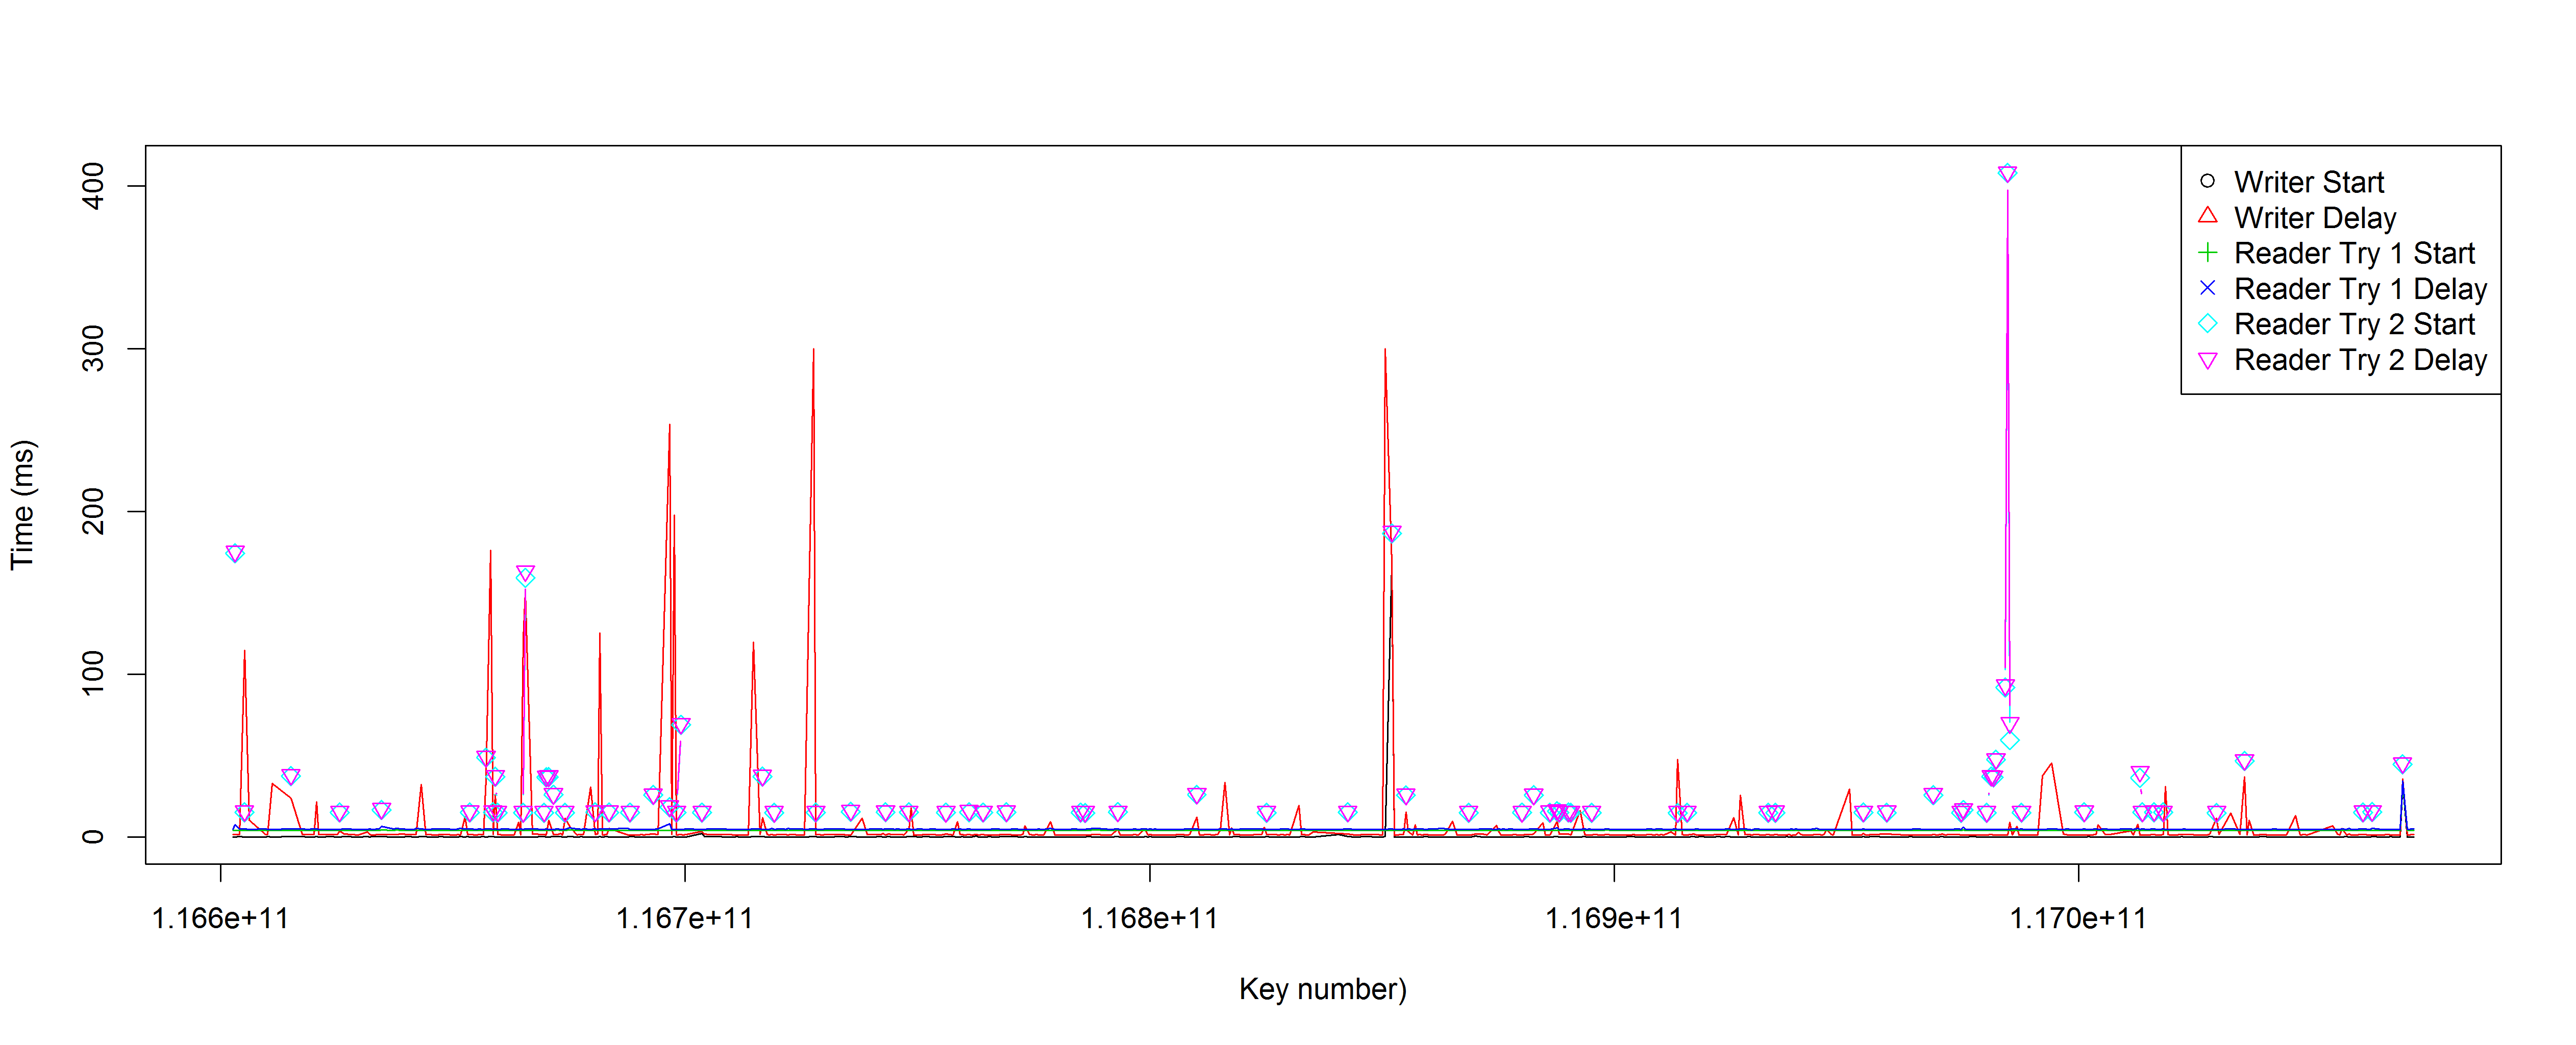 Writer Start
Writer Delay
Reader Try 1 Start
Reader Try 1 Delay
Reader Try 2 Start
Reader Try 2 Delay
Time (ms)
400
300
200
100
0
1.166e+11 1.167e+11 1.168e+11 1.169e+11 1.170e+11
Key number)